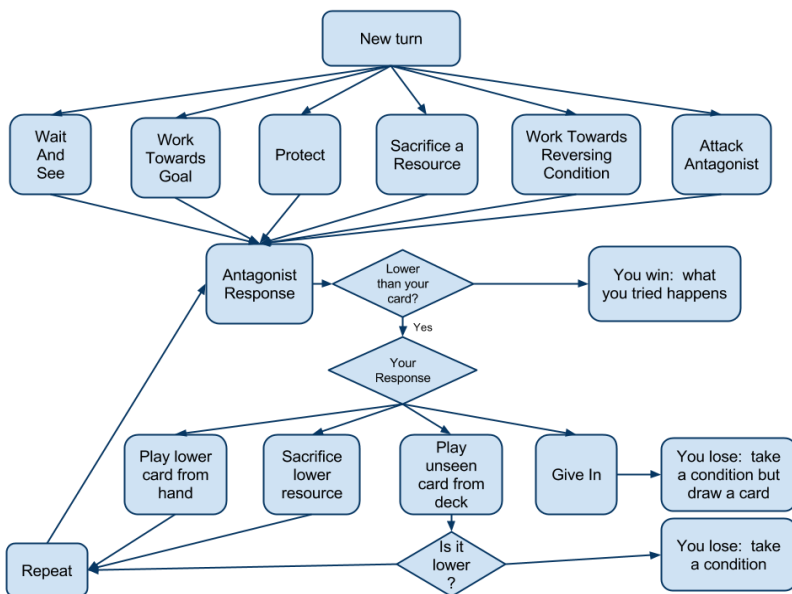 New turn
Wait
And
See
Work
Towards
Goal
Protect
Sacrifice a
Resource
Work Towards
Reversing
Condition
Attack
Antagonist
Antagonist
Response
Lower
than your
card?
You win:  what
you tried happens
Yes
Your
Response
Play lower
card from
hand
Sacrifice
lower
resource
Play
unseen
card from
deck
Give In
You lose:  take
a condition but
draw a card
Repeat
Is it
lower
?
You lose:  take
a condition